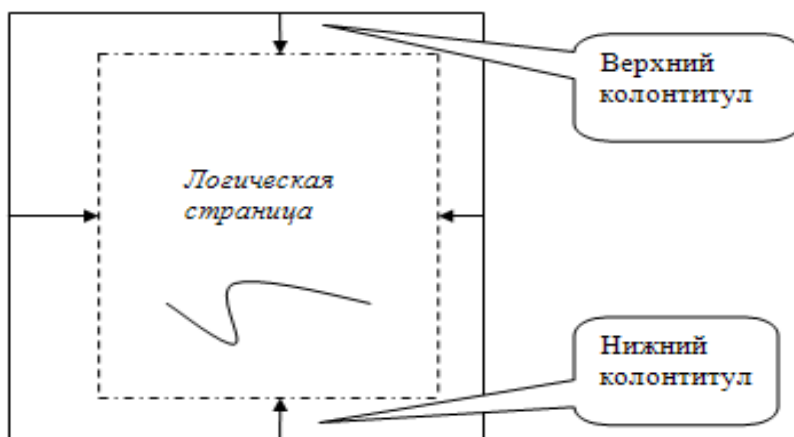 Верхний
колонтитул
Логическая
страница
Нижний
колонтитул